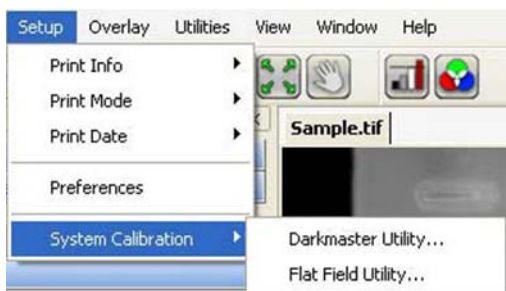 Setup Overlay Utilities View Window Help
Print Info
Print Mode
Print Date
Sample.tif
Preferences
System Calibration
Darkmaster Utility...
Flat Field Utility...